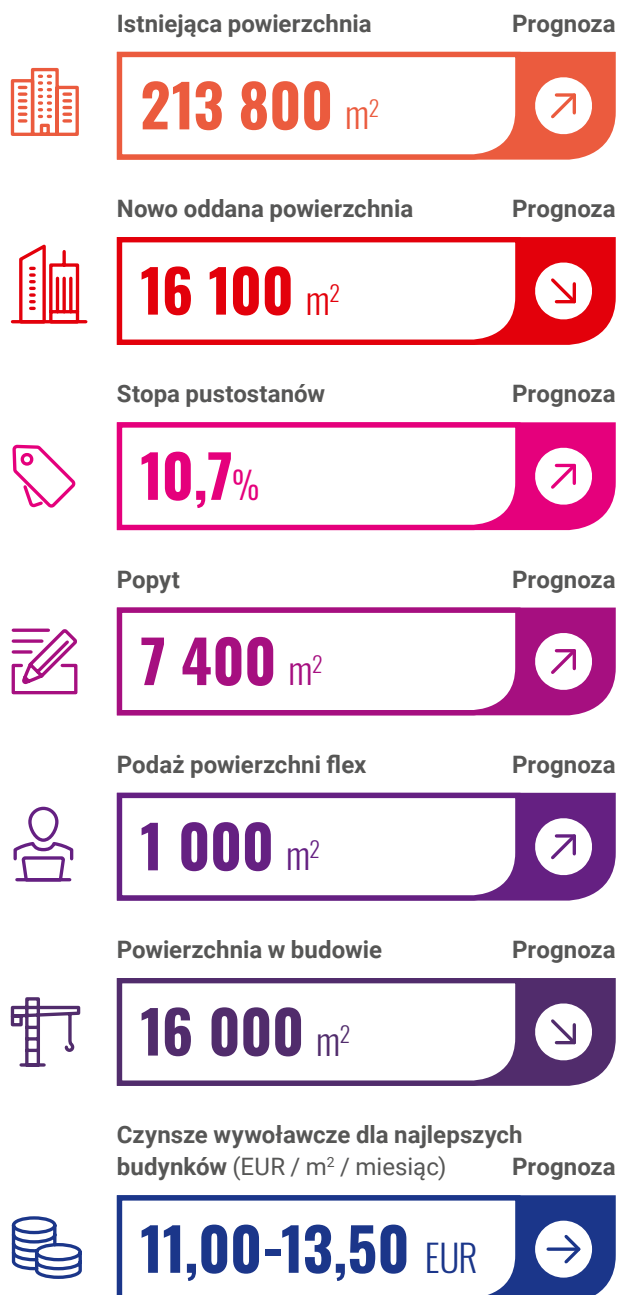 Istniejąca powierzchnia Prognoza
213 800 m²
Nowo oddana powierzchnia Prognoza
16 100 m²
Stopa pustostanów Prognoza
10,7%
Popyt Prognoza
7 400 m²
Podaż powierzchni flex Prognoza
1 000 m²
Powierzchnia w budowie Prognoza
16 000 m²
Czynsze wywoławcze dla najlepszych
budynków (EUR / m² / miesiąc) Prognoza
11,00-13,50 EUR